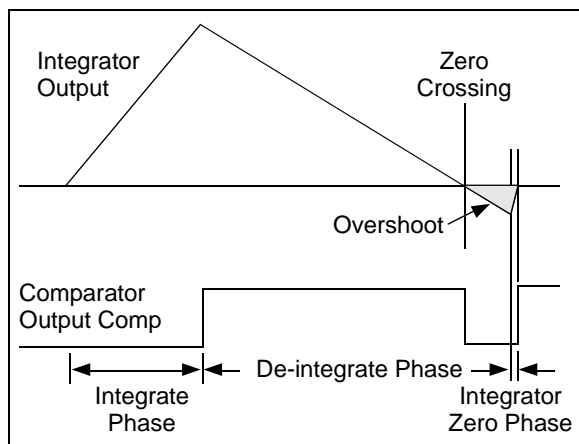 Integrator
Output
Zero
Crossing
Overshoot
Comparator
Output Comp
De-integrate Phase
Integrate
Phase
Integrator
Zero Phase